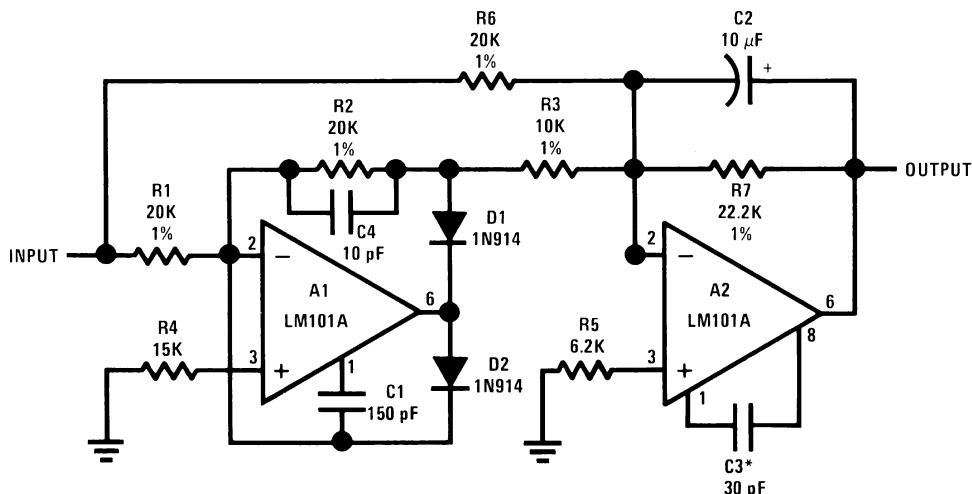 R6
20K
1%
C2
10 μF
+
R2
20K
1%
R3
10K
1%
OUTPUT
R1
20K
1%
C4
10 pF
D1
1N914
R7
22.2K
1%
INPUT
2
−
A1
LM101A
6
2
−
A2
LM101A
6
8
R4
15K
3
+
1
C1
150 pF
D2
1N914
R5
6.2K
3
+
1
C3*
30 pF